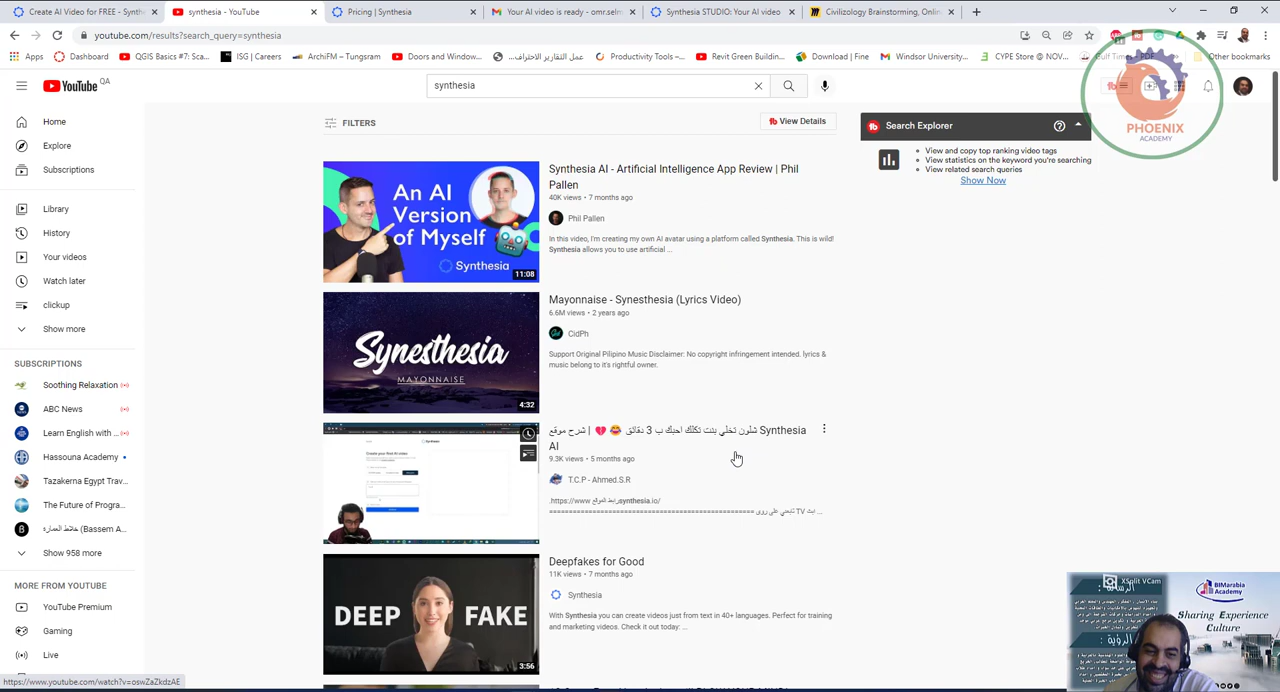 Create AI Video for FREE - Synthe
synthesia - YouTube
Pricing | Synthesia
Your AI video is ready - omr.selm
Synthesia STUDIO: Your AI video
Civilizology Brainstorming, Onlin
youtube.com/results?search_query=synthesia
Apps
Dashboard
QGIS Basics #7: Sca...
ISG | Careers
ArchiFM – Tungsram
Doors and Window...
عمل التقارير الاحتراف...
Productivity Tools –...
Revit Green Buildin...
Download | Fine
Windsor University...
CYPE Store @ NOV...
Gulf Times - PDF
Other bookmarks
YouTube QA
synthesia
PHOENIX
ACADEMY
Home
Explore
Subscriptions
Library
History
Your videos
Watch later
clickup
Show more
SUBSCRIPTIONS
Soothing Relaxation
ABC News
Learn English with ...
Hassouna Academy
Tazakerna Egypt Trav...
The Future of Progra...
خالط العصارة (Bassem A...
Show 958 more
MORE FROM YOUTUBE
YouTube Premium
Gaming
Live
FILTERS
View Details
An AI
Version
of Myself
Synthesia
11:08
Synthesia AI - Artificial Intelligence App Review | Phil
Pallen
40K views • 7 months ago
Phil Pallen
In this video, I'm creating my own AI avatar using a platform called Synthesia. This is wild!
Synthesia allows you to use artificial ...
Synesthesia
MAYONNAISE
4:32
Mayonnaise - Synesthesia (Lyrics Video)
6.6M views • 2 years ago
CidPh
Support Original Pilipino Music Disclaimer: No copyright infringement intended. lyrics &
music belong to it's rightful owner.
شلون تخلي بنت تكلك احبك ب 3 دقائق 😂 💔 | شرح موقع Synthesia
AI
9.3K views • 5 months ago
T.C.P - Ahmed.S.R
.https://www رابط الموقع synthesia.io/
================================================ تابعني على روى TV ابث ...
DEEP FAKE
3:56
Deepfakes for Good
11K views • 7 months ago
Synthesia
With Synthesia you can create videos just from text in 40+ languages. Perfect for training
and marketing videos. Check it out today: ...
Search Explorer
• View and copy top ranking video tags
• View statistics on the keyword you're searching
• View related search queries
Show Now
https://www.youtube.com/watch?v=oswZaZkdzAE
XSplit VCam
الرسالة :
الرؤية :
BIMarabia
Academy
Sharing Experience
Culture